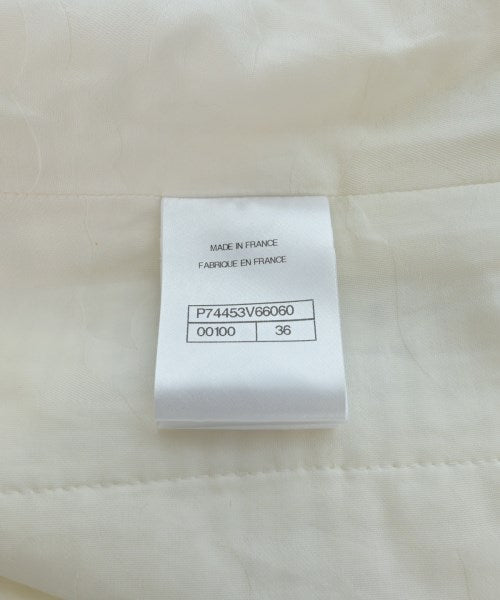 MADE IN FRANCE
FABRIQUE EN FRANCE
P74453V66060
00100 36